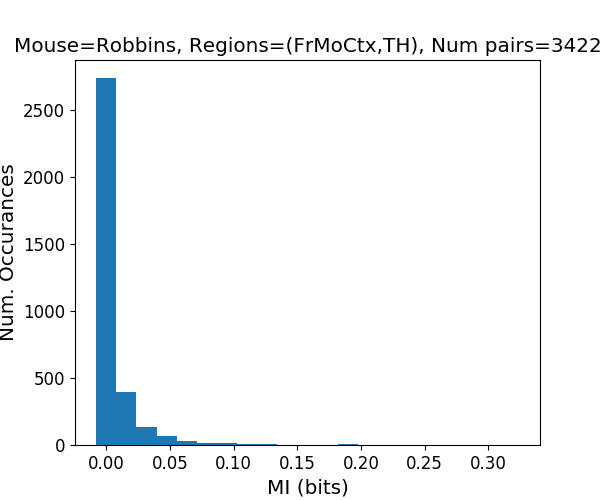 Mouse=Robbins, Regions=(FrMoCtx,TH), Num pairs=3422
2500
2000
1500
1000
500
0
Num. Occurances
0.00 0.05 0.10 0.15 0.20 0.25 0.30
MI (bits)